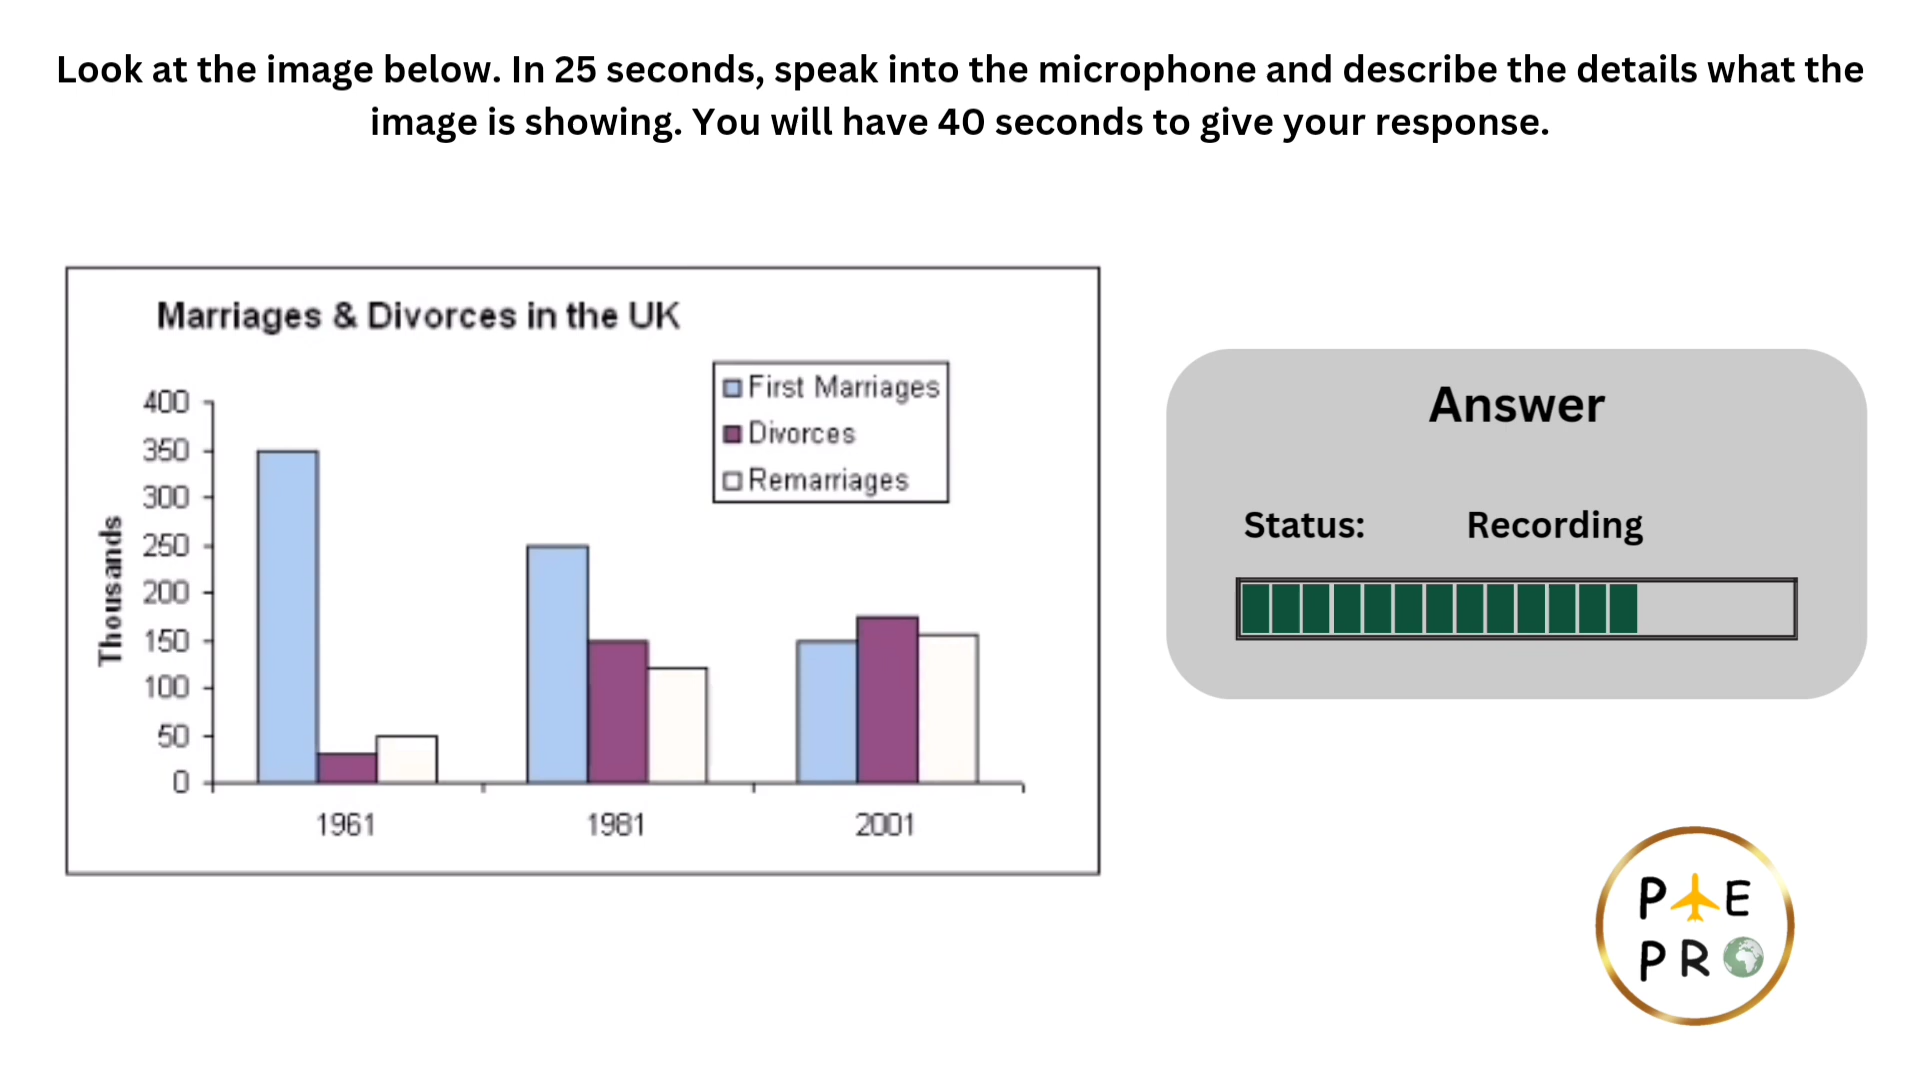 Look at the image below. In 25 seconds, speak into the microphone and describe the details what the
image is showing. You will have 40 seconds to give your response.
Marriages & Divorces in the UK
First Marriages
Divorces
Remarriages
Thousands
400
350
300
250
200
150
100
50
0
1961 1981 2001
Answer
Status: Recording
P E
PR